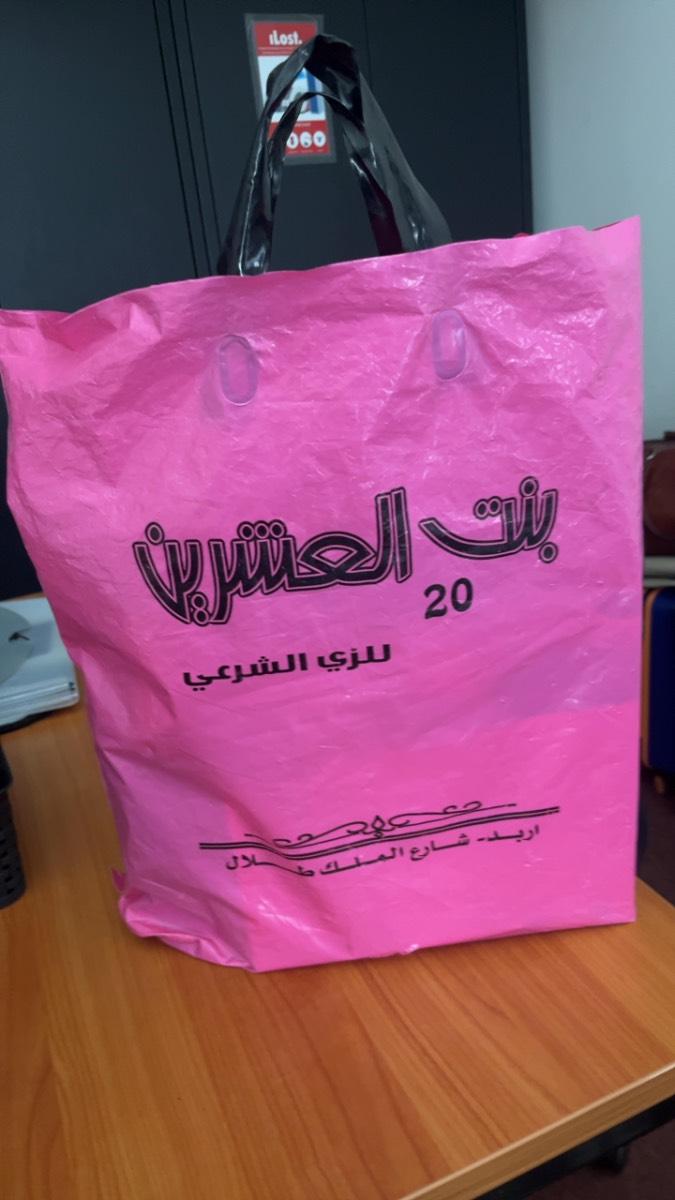 iLost.
بنت العشرين
20
للزي الشرعي
اربد - شارع الملك طلال